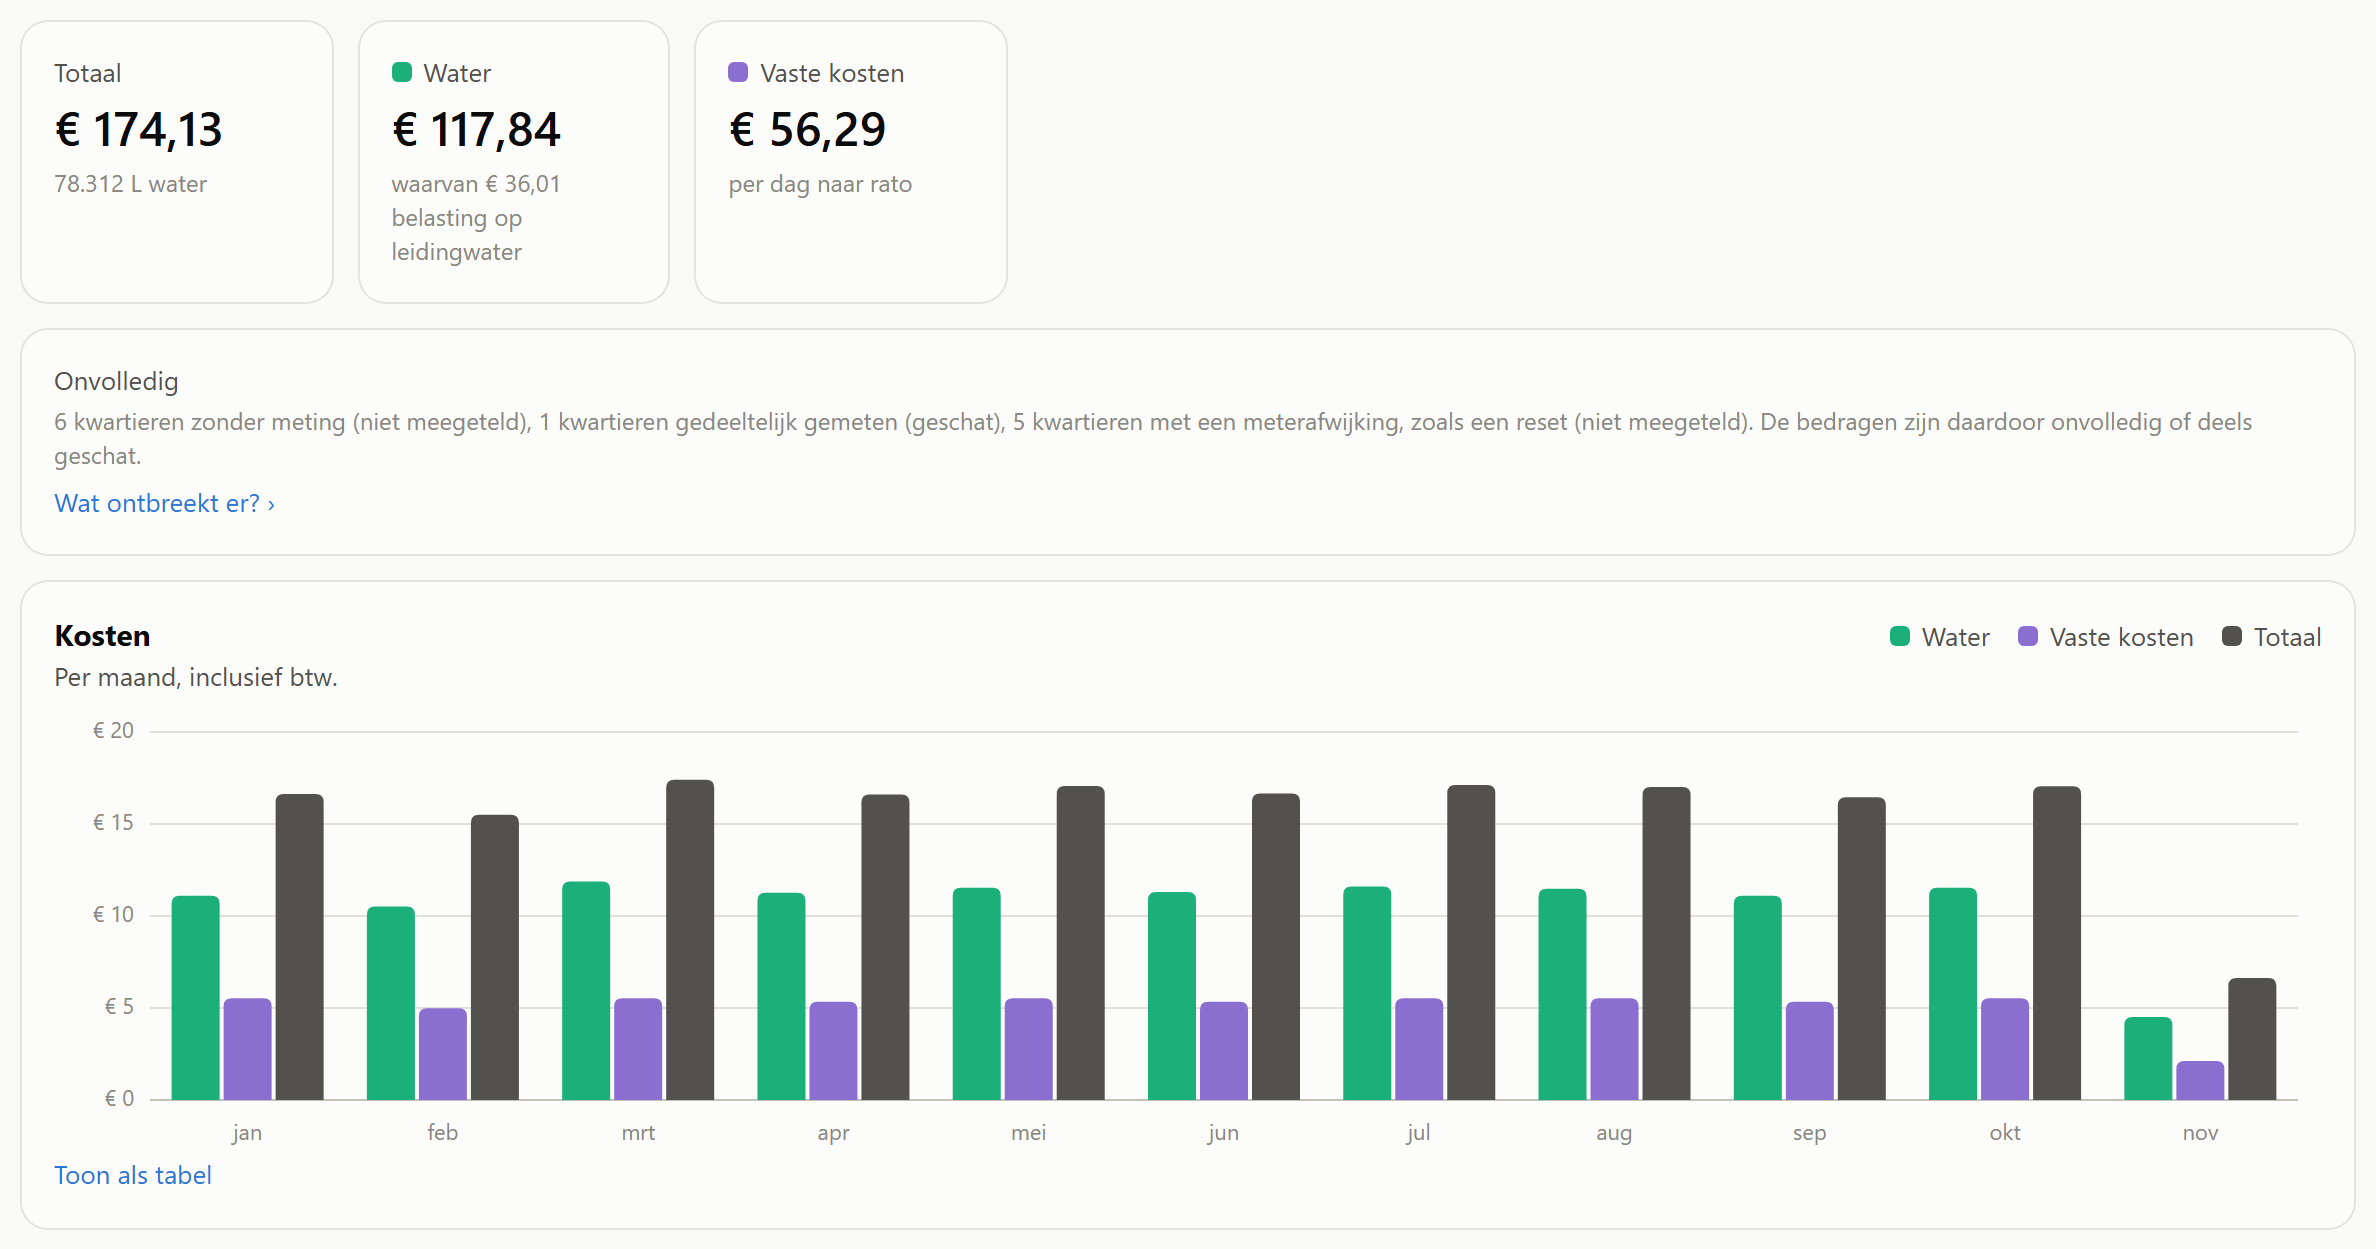 Totaal
€ 174,13
78.312 L water
Water
€ 117,84
waarvan € 36,01
belasting op
leidingwater
Vaste kosten
€ 56,29
per dag naar rato
Onvolledig
6 kwartieren zonder meting (niet meegeteld), 1 kwartieren gedeeltelijk gemeten (geschat), 5 kwartieren met een meterafwijking, zoals een reset (niet meegeteld). De bedragen zijn daardoor onvolledig of deels
geschat.
Wat ontbreekt er? ›
Kosten
Per maand, inclusief btw.
Water Vaste kosten Totaal
€ 20
€ 15
€ 10
€ 5
€ 0
jan feb mrt apr mei jun jul aug sep okt nov
Toon als tabel